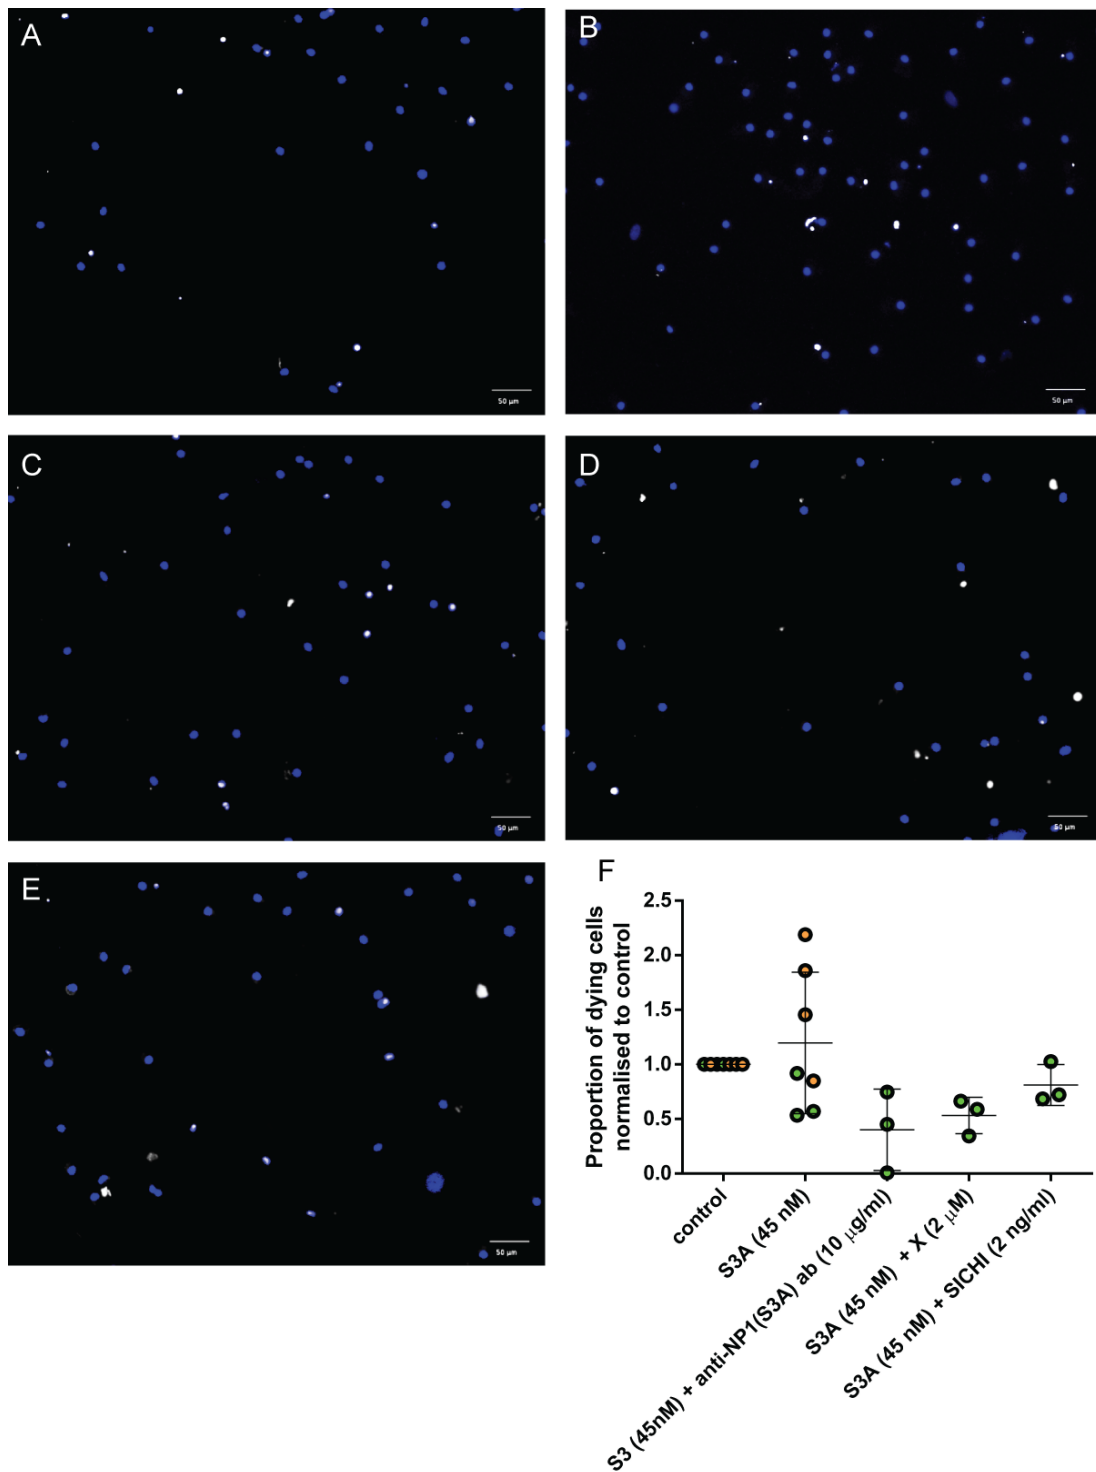 A
B
50 µm
50 µm
C
D
50 µm
50 µm
E
50 µm
F
Proportion of dying cells
normalised to control
2.5
2.0
1.5
1.0
0.5
0.0
control
S3A (45 nM)
S3 (45nM) + anti-NP1(S3A) ab (10 µg/ml)
S3A (45 nM) + X (2 µM)
S3A (45 nM) + SICHI (2 ng/ml)